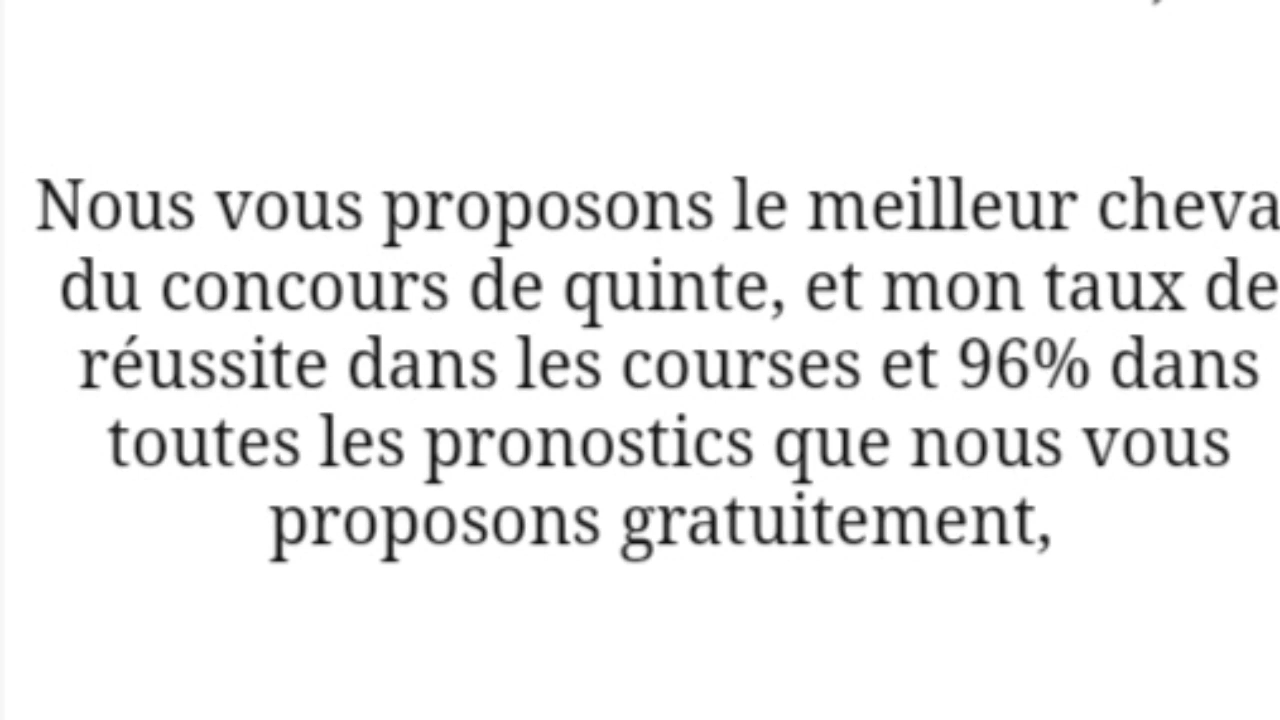 Nous vous proposons le meilleur cheva
du concours de quinte, et mon taux de
réussite dans les courses et 96% dans
toutes les pronostics que nous vous
proposons gratuitement,